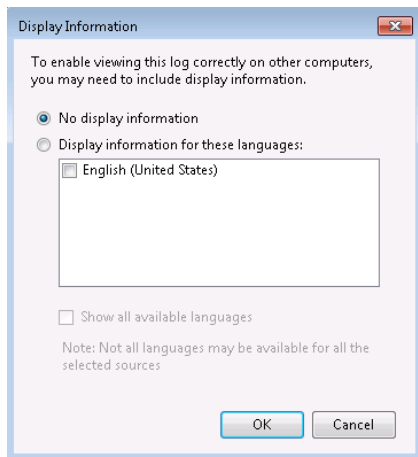 Display Information
To enable viewing this log correctly on other computers,
you may need to include display information.
No display information
Display information for these languages:
English (United States)
Show all available languages
Note: Not all languages may be available for all the
selected sources
OK
Cancel